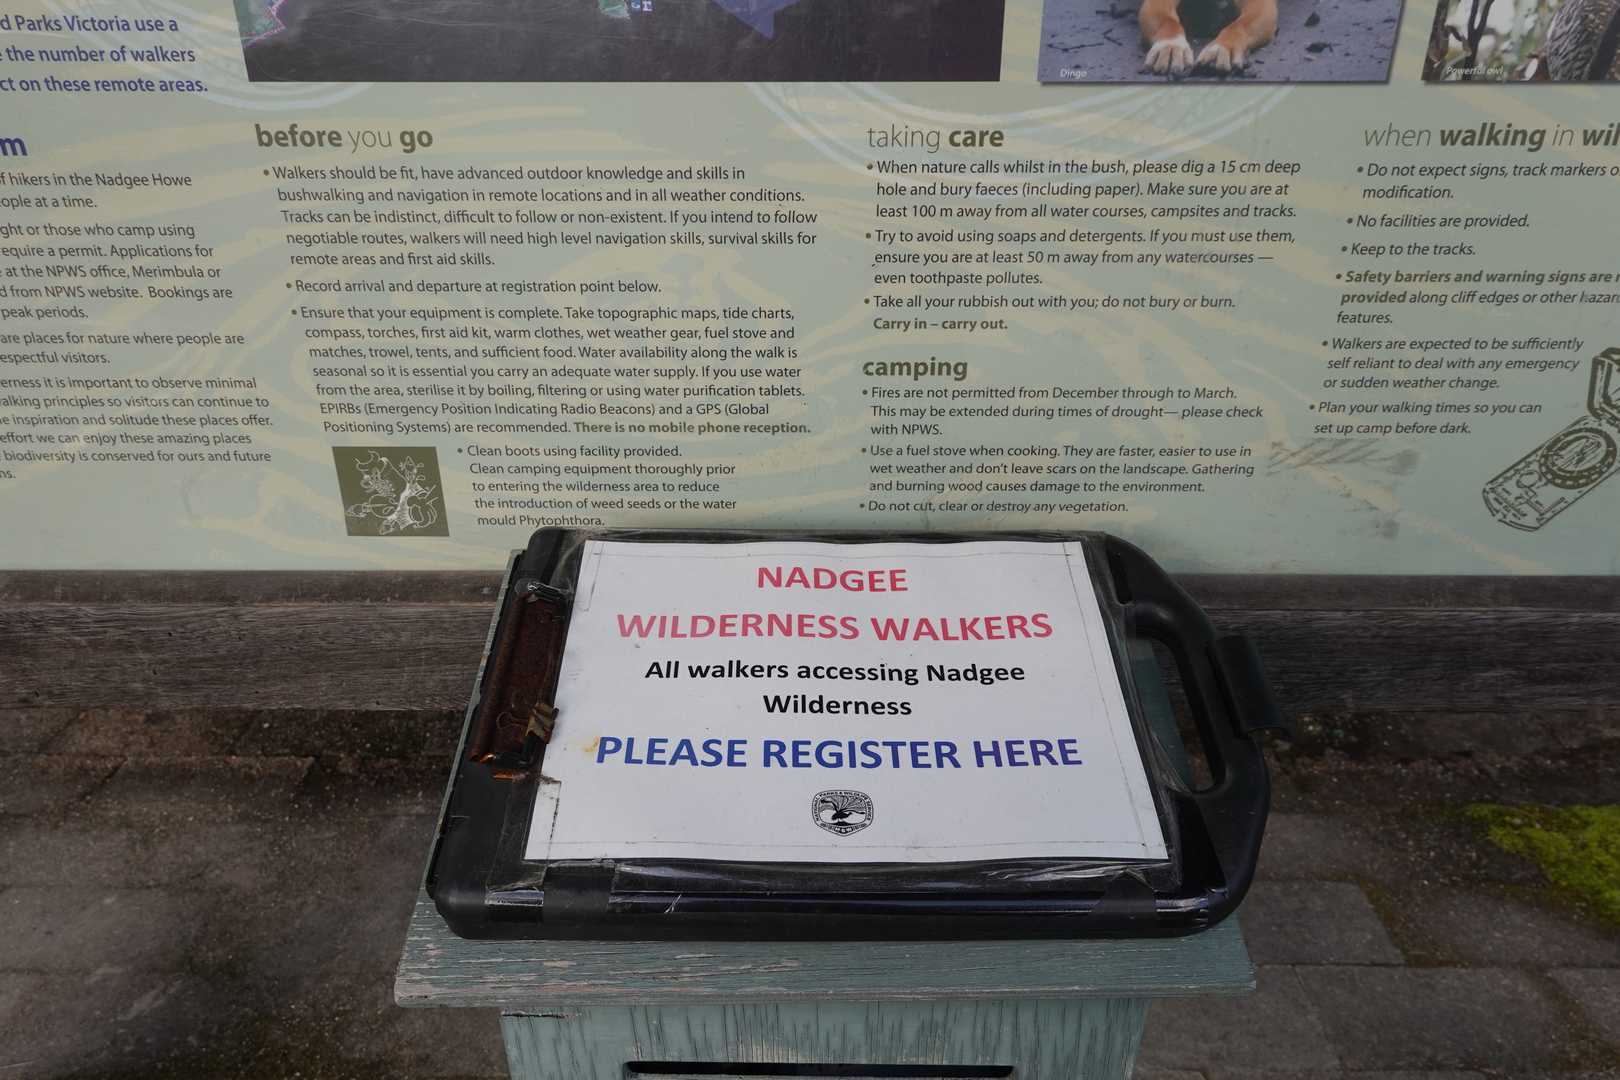 d Parks Victoria use a
e the number of walkers
ct on these remote areas.
m
f hikers in the Nadgee Howe
ople at a time.
ght or those who camp using
equire a permit. Applications for
at the NPWS office, Merimbula or
d from NPWS website. Bookings are
peak periods.
are places for nature where people are
espectful visitors.
erness it is important to observe minimal
alking principles so visitors can continue to
e inspiration and solitude these places offer.
effort we can enjoy these amazing places
biodiversity is conserved for ours and future
ns.
before you go
• Walkers should be fit, have advanced outdoor knowledge and skills in
bushwalking and navigation in remote locations and in all weather conditions.
Tracks can be indistinct, difficult to follow or non-existent. If you intend to follow
negotiable routes, walkers will need high level navigation skills, survival skills for
remote areas and first aid skills.
• Record arrival and departure at registration point below.
• Ensure that your equipment is complete. Take topographic maps, tide charts,
compass, torches, first aid kit, warm clothes, wet weather gear, fuel stove and
matches, trowel, tents, and sufficient food. Water availability along the walk is
seasonal so it is essential you carry an adequate water supply. If you use water
from the area, sterilise it by boiling, filtering or using water purification tablets.
EPIRBs (Emergency Position Indicating Radio Beacons) and a GPS (Global
Positioning Systems) are recommended. There is no mobile phone reception.
• Clean boots using facility provided.
Clean camping equipment thoroughly prior
to entering the wilderness area to reduce
the introduction of weed seeds or the water
mould Phytophthora.
Dingo
Powerful owl
taking care
• When nature calls whilst in the bush, please dig a 15 cm deep
hole and bury faeces (including paper). Make sure you are at
least 100 m away from all water courses, campsites and tracks.
• Try to avoid using soaps and detergents. If you must use them,
ensure you are at least 50 m away from any watercourses —
even toothpaste pollutes.
• Take all your rubbish out with you; do not bury or burn.
Carry in – carry out.
camping
• Fires are not permitted from December through to March.
This may be extended during times of drought— please check
with NPWS.
• Use a fuel stove when cooking. They are faster, easier to use in
wet weather and don't leave scars on the landscape. Gathering
and burning wood causes damage to the environment.
• Do not cut, clear or destroy any vegetation.
when walking in wil
• Do not expect signs, track markers o
modification.
• No facilities are provided.
• Keep to the tracks.
• Safety barriers and warning signs are n
provided along cliff edges or other hazard
features.
• Walkers are expected to be sufficiently
self reliant to deal with any emergency
or sudden weather change.
• Plan your walking times so you can
set up camp before dark.
NADGEE
WILDERNESS WALKERS
All walkers accessing Nadgee
Wilderness
PLEASE REGISTER HERE
NATIONAL PARKS & WILDLIFE SERVICE